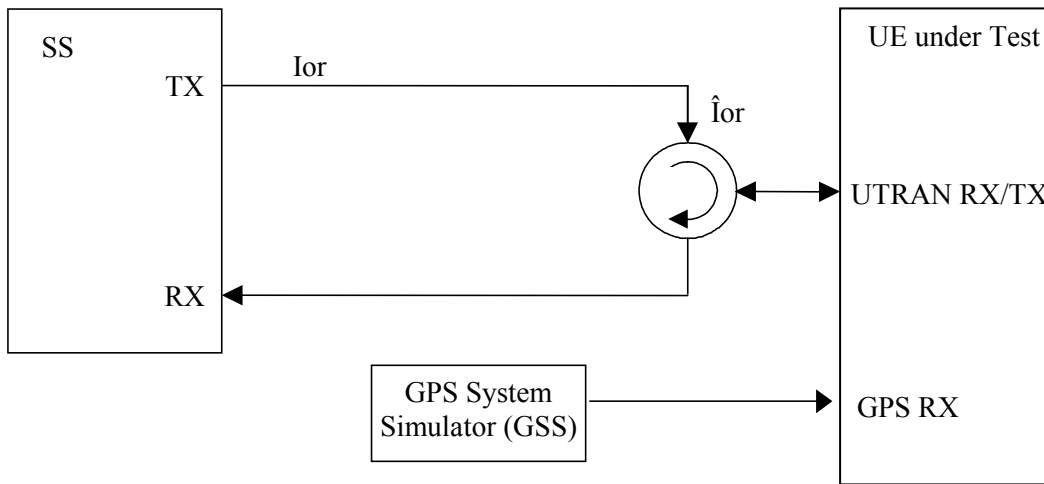 SS
UE under Test
TX
Ior
Îor
UTRAN RX/TX
RX
GPS System
Simulator (GSS)
GPS RX